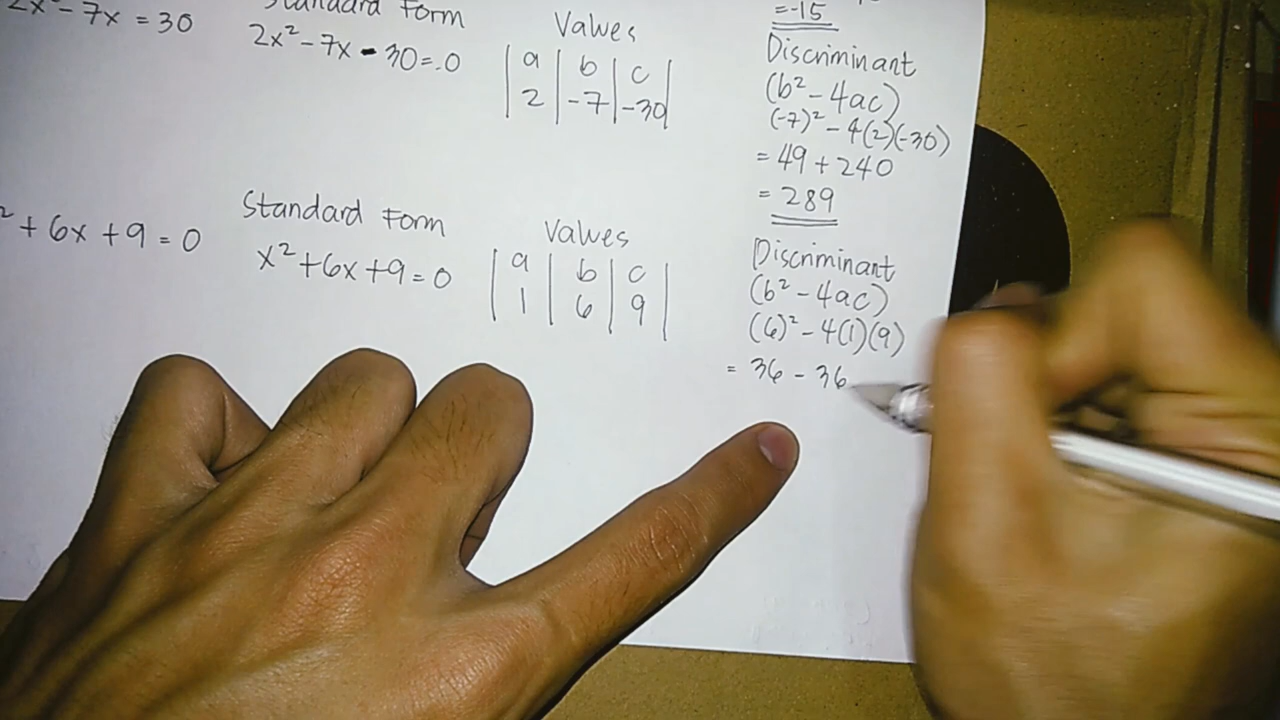 2x² - 7x = 30
Standard Form
2x² - 7x - 30 = 0
Values
a b c
2 -7 -30
= -15
Discriminant
(b² - 4ac)
(-7)² - 4(2)(-30)
= 49 + 240
= 289
² + 6x + 9 = 0
Standard Form
x² + 6x + 9 = 0
Values
a b c
1 6 9
Discriminant
(b² - 4ac)
(6)² - 4(1)(9)
= 36 - 36